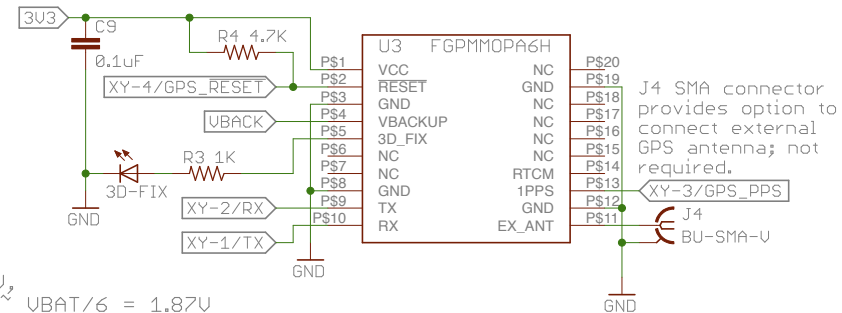 3V3
C9
0.1uF
R4 4.7K
XY-4/GPS_RESET
VBACK
R3 1K
3D-FIX
GND
XY-2/RX
XY-1/TX
GND
U3 FGPMMOPA6H
P$1 VCC
P$2 RESET
P$3 GND
P$4 VBACKUP
P$5 3D_FIX
P$6 NC
P$7 NC
P$8 GND
P$9 TX
P$10 RX
NC P$20
GND P$19
NC P$18
NC P$17
NC P$16
NC P$15
RTCM P$14
1PPS P$13
GND P$12
EX_ANT P$11
J4 SMA connector
provides option to
connect external
GPS antenna; not
required.
XY-3/GPS_PPS
J4
BU-SMA-V
GND
VBAT/6 = 1.87V